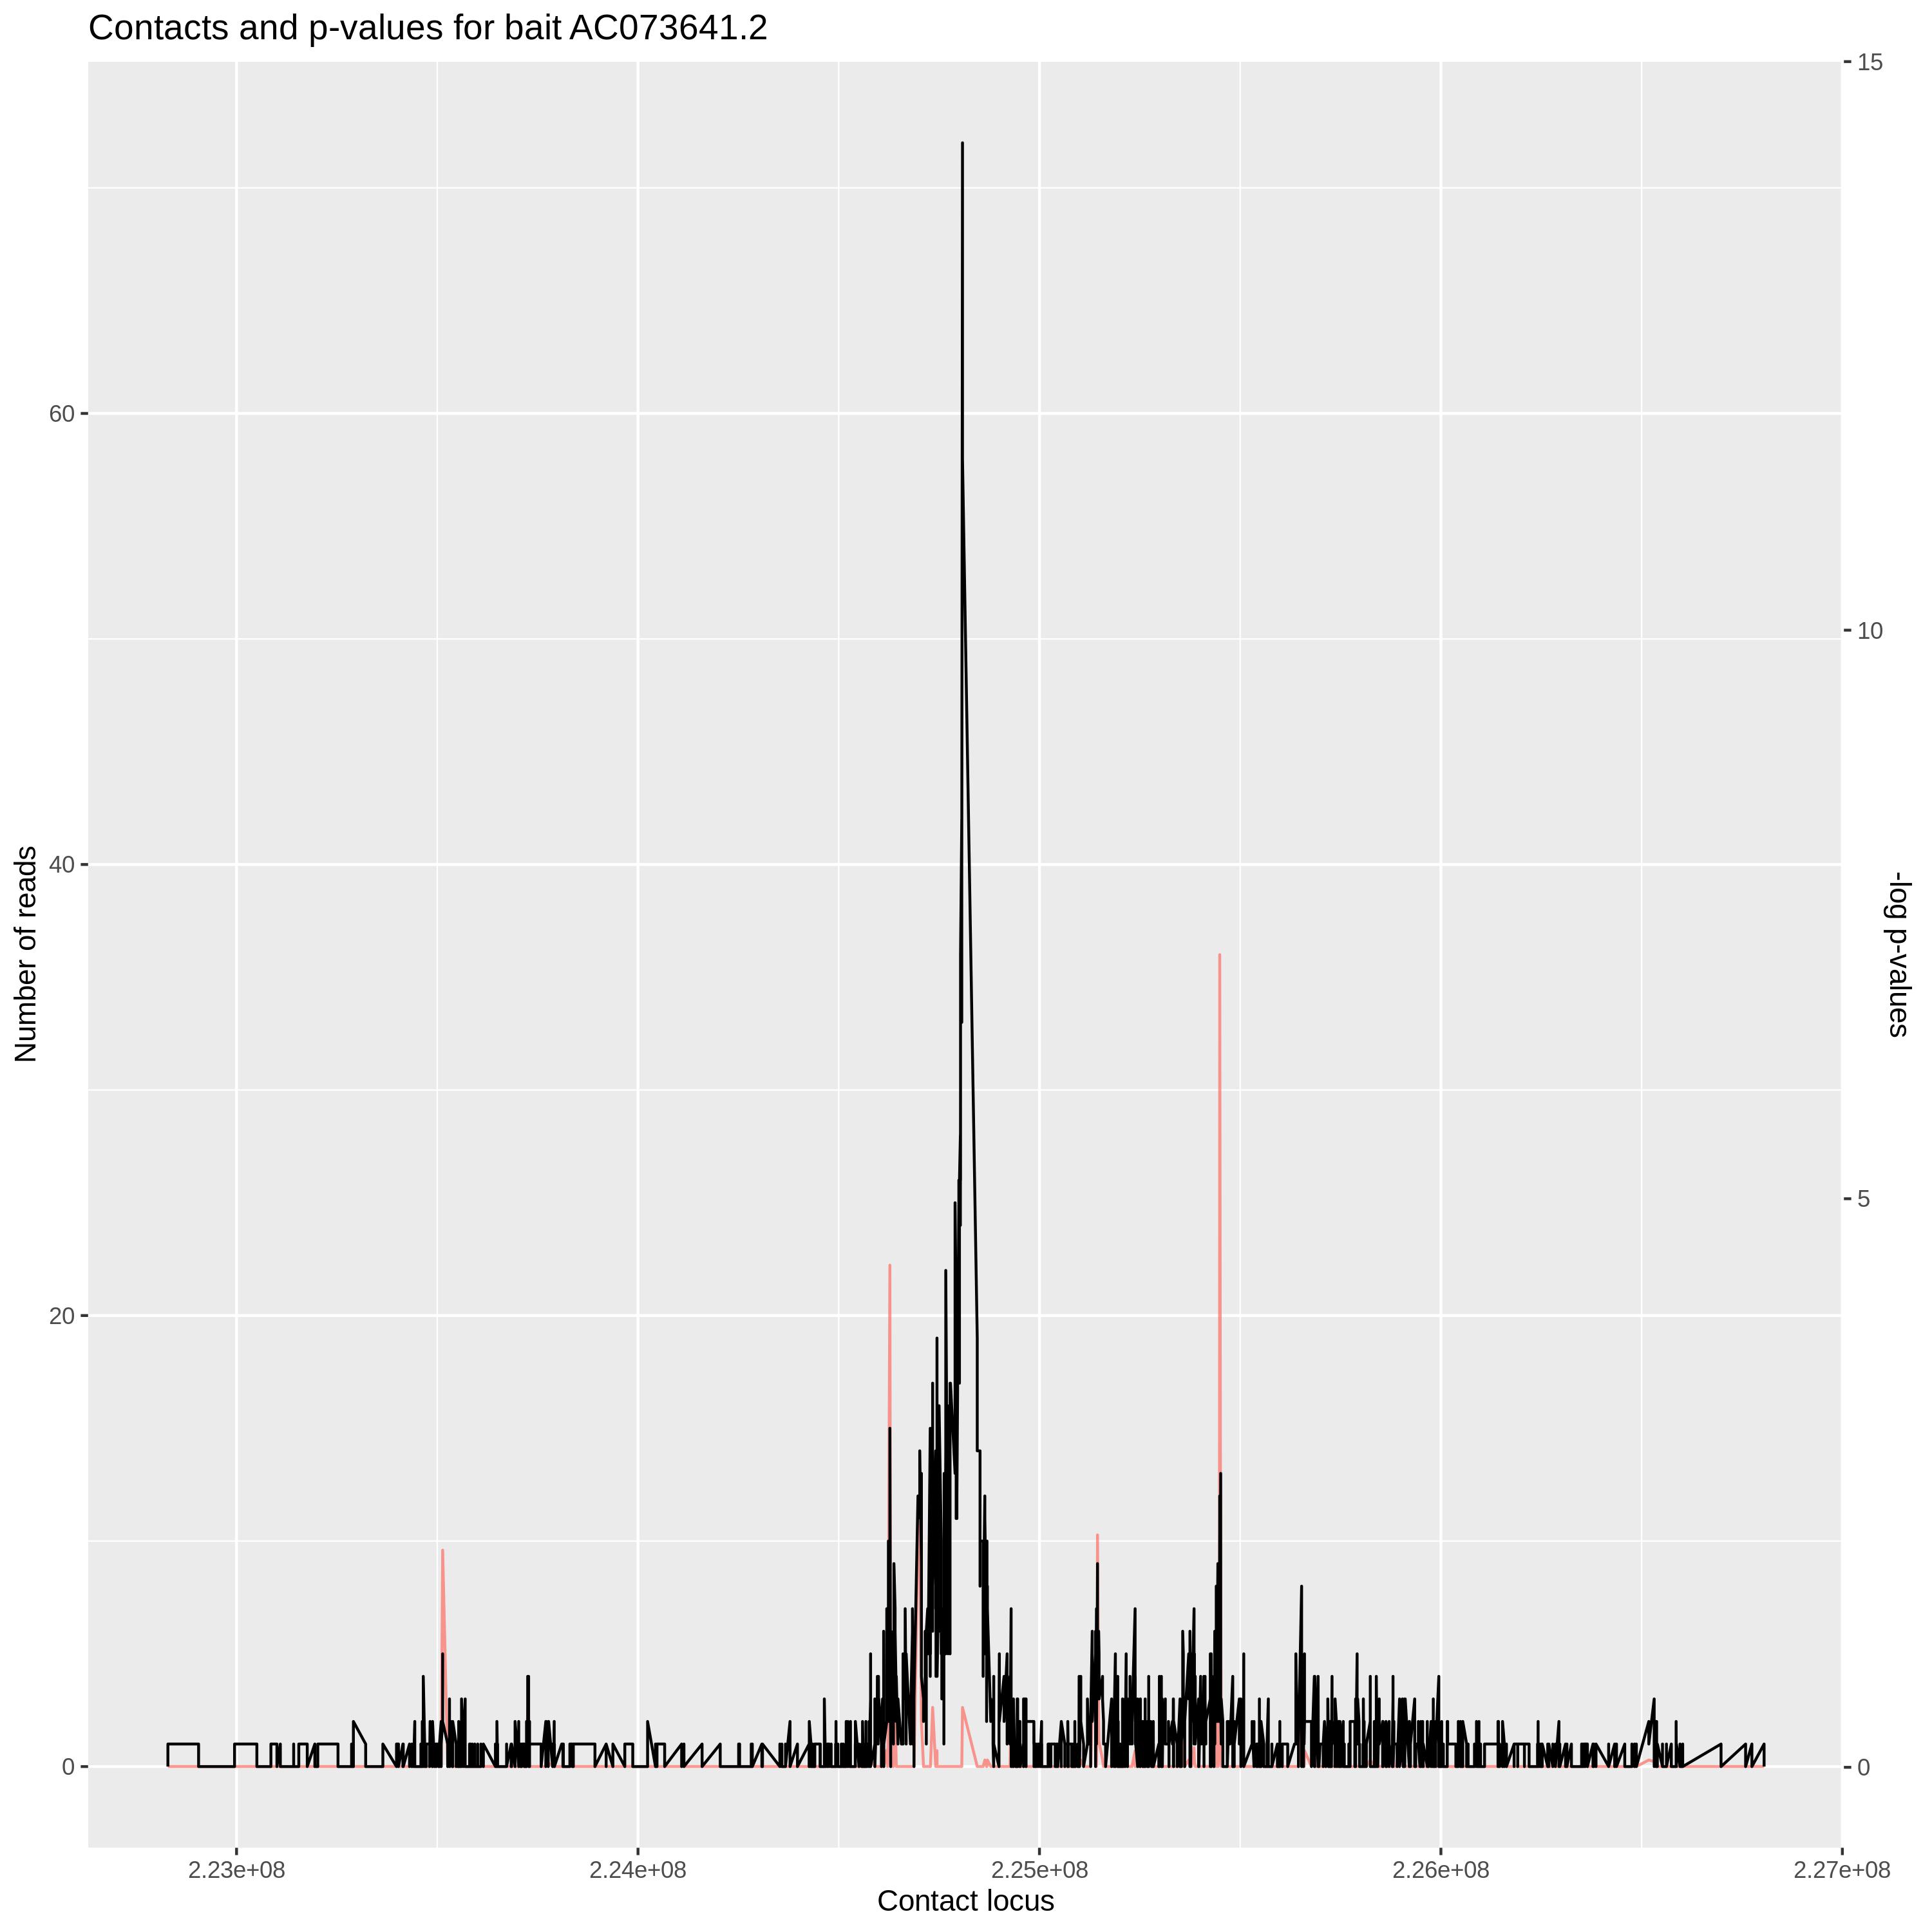 Contacts and p-values for bait AC073641.2
15
60
10
40
Number of reads
-log p-values
5
20
0
0
2.23e+08
2.24e+08
2.25e+08
2.26e+08
2.27e+08
Contact locus